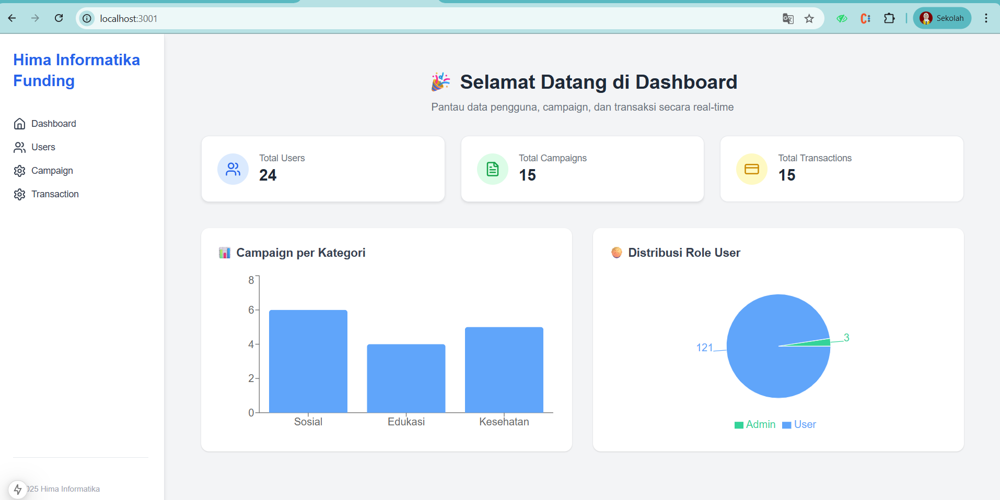 localhost:3001
Sekolah
Hima Informatika
Funding
Dashboard
Users
Campaign
Transaction
025 Hima Informatika
🎉 Selamat Datang di Dashboard
Pantau data pengguna, campaign, dan transaksi secara real-time
Total Users
24
Total Campaigns
15
Total Transactions
15
📊 Campaign per Kategori
8
6
4
2
0
Sosial Edukasi Kesehatan
Distribusi Role User
121
3
Admin User